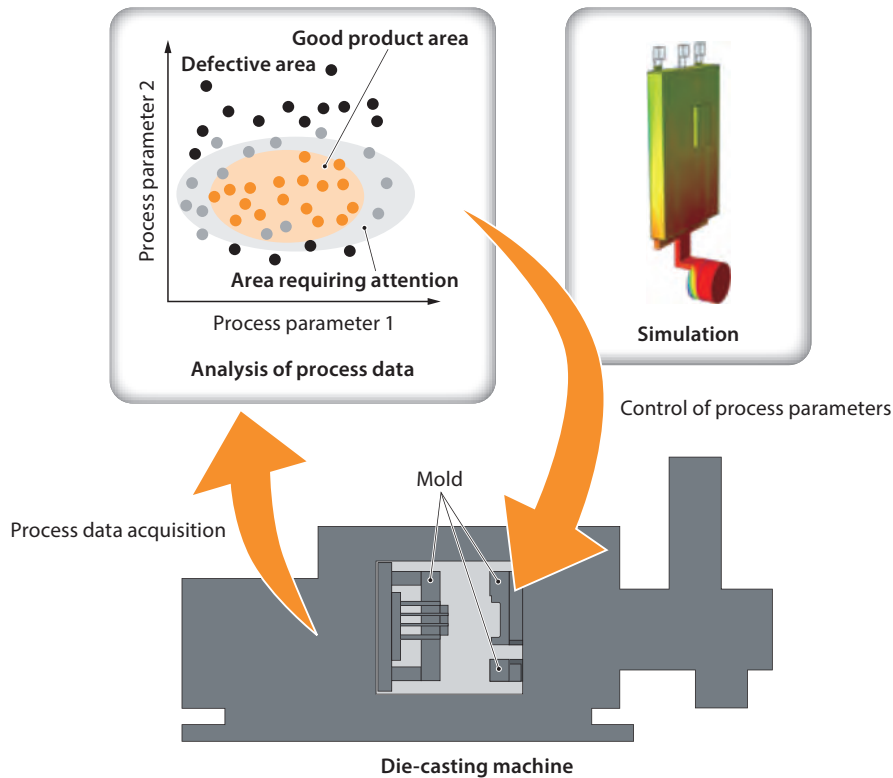 Good product area
Defective area
Process parameter 2
Area requiring attention
Process parameter 1
Analysis of process data
Simulation
Control of process parameters
Mold
Process data acquisition
Die-casting machine